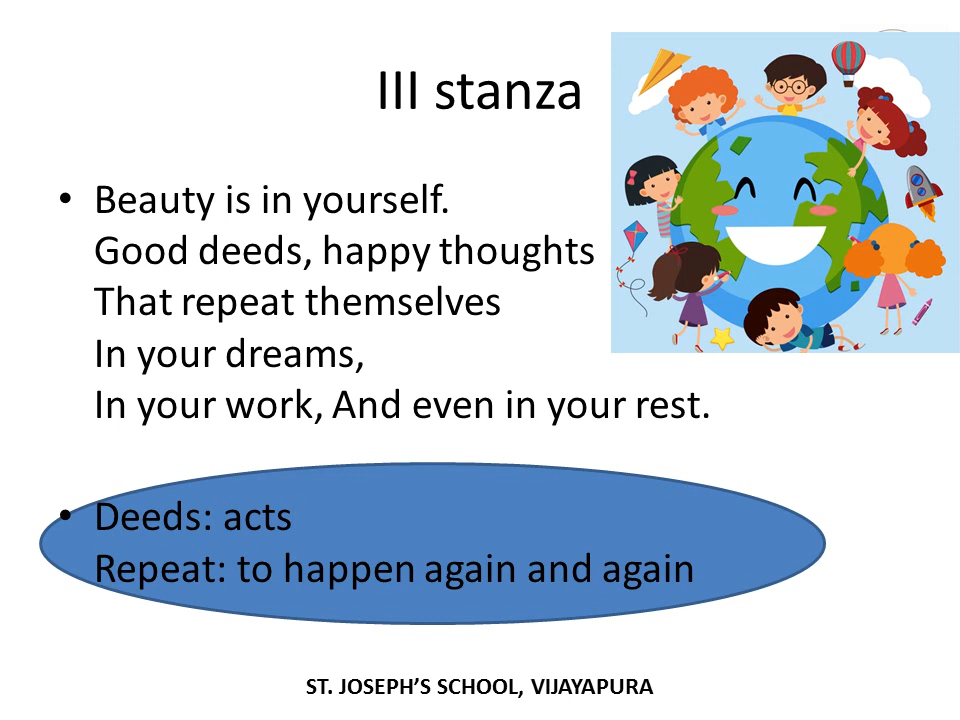 III stanza
• Beauty is in yourself.
Good deeds, happy thoughts
That repeat themselves
In your dreams,
In your work, And even in your rest.
• Deeds: acts
Repeat: to happen again and again
ST. JOSEPH’S SCHOOL, VIJAYAPURA